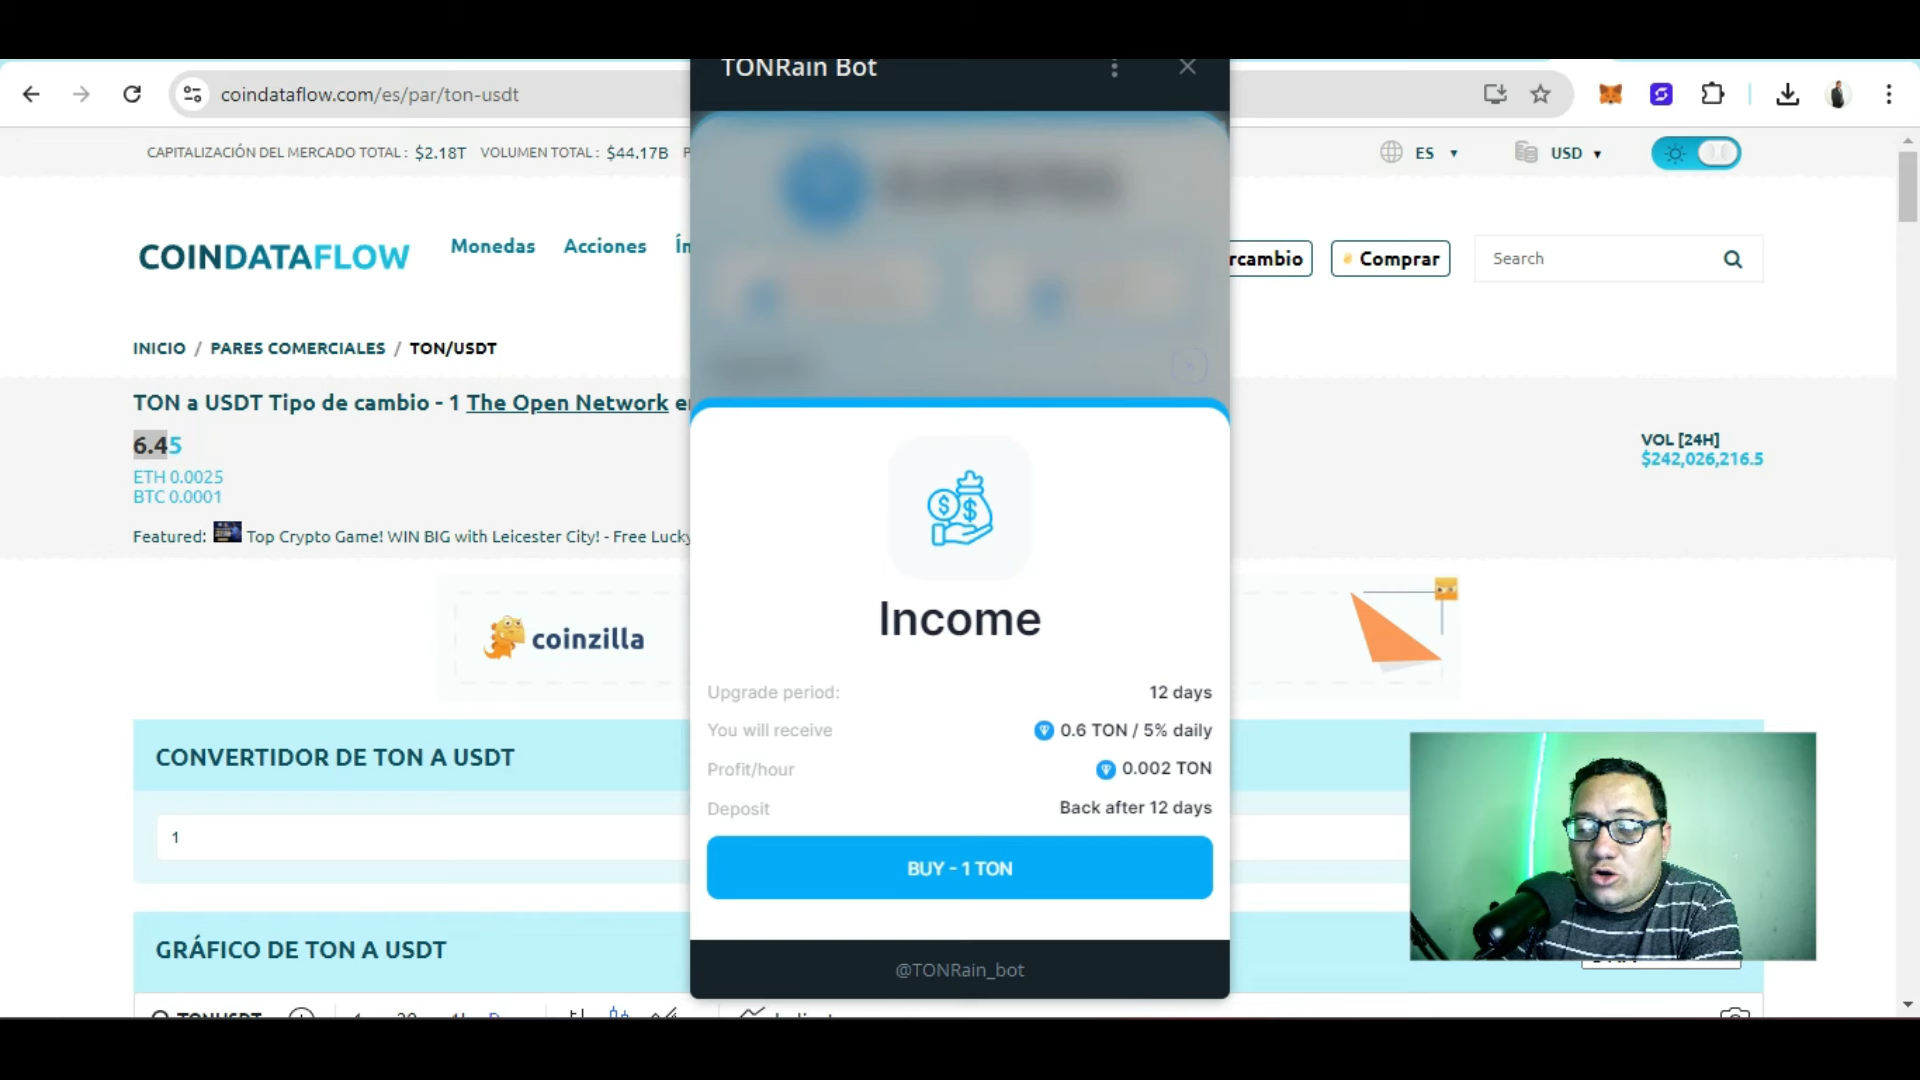 TONRain Bot
coindataflow.com/es/par/ton-usdt
CAPITALIZACIÓN DEL MERCADO TOTAL : $2.18T VOLUMEN TOTAL : $44.17B P
ES
USD
COINDATAFLOW
Monedas
Acciones
Ín
rcambio
Comprar
Search
INICIO / PARES COMERCIALES / TON/USDT
TON a USDT Tipo de cambio - 1 The Open Network e
6.45
ETH 0.0025
BTC 0.0001
VOL [24H]
$242,026,216.5
Featured: Top Crypto Game! WIN BIG with Leicester City! - Free Lucky
coinzilla
Income
Upgrade period: 12 days
You will receive 0.6 TON / 5% daily
Profit/hour 0.002 TON
Deposit Back after 12 days
BUY - 1 TON
@TONRain_bot
CONVERTIDOR DE TON A USDT
1
GRÁFICO DE TON A USDT
TONUSDT